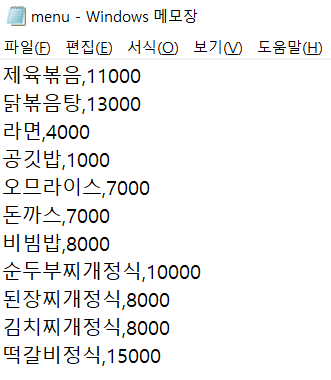 menu - Windows 메모장
파일(F) 편집(E) 서식(O) 보기(V) 도움말(H)
제육볶음,11000
닭볶음탕,13000
라면,4000
공깃밥,1000
오므라이스,7000
돈까스,7000
비빔밥,8000
순두부찌개정식,10000
된장찌개정식,8000
김치찌개정식,8000
떡갈비정식,15000